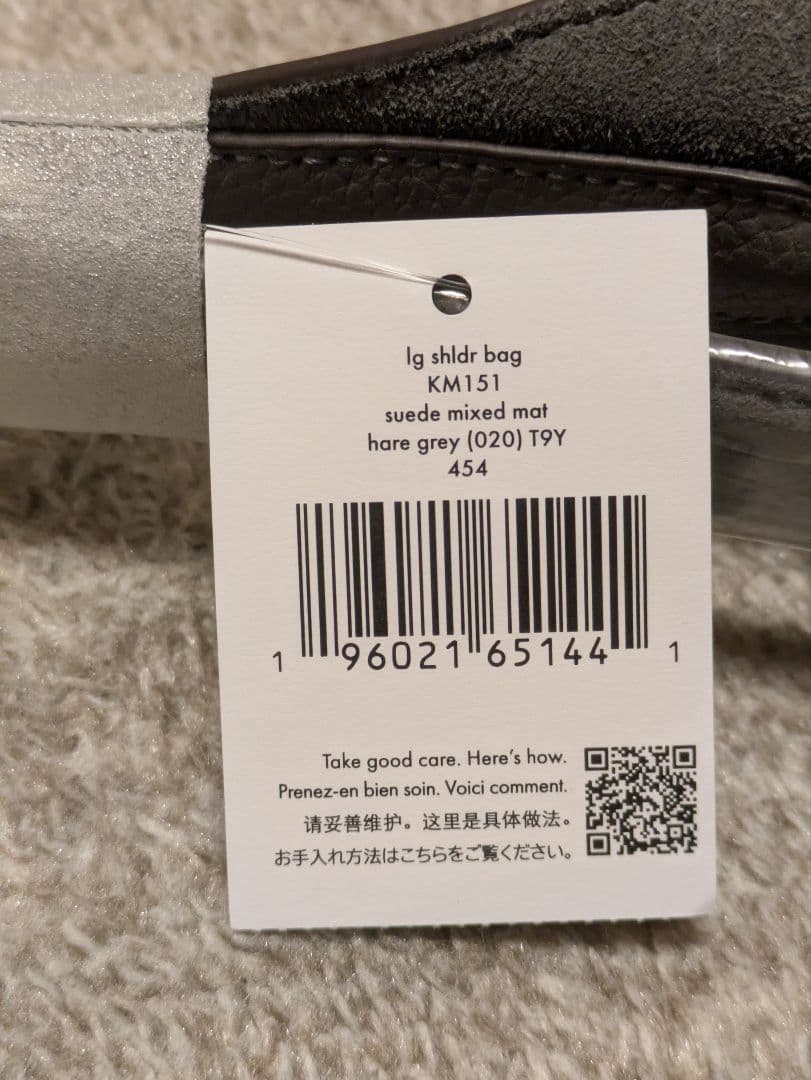 lg shldr bag
KM151
suede mixed mat
hare grey (020) T9Y
454
1 96021 65144 1
Take good care. Here's how.
Prenez-en bien soin. Voici comment.
请妥善维护。这里是具体做法。
お手入れ方法はこちらをご覧ください。